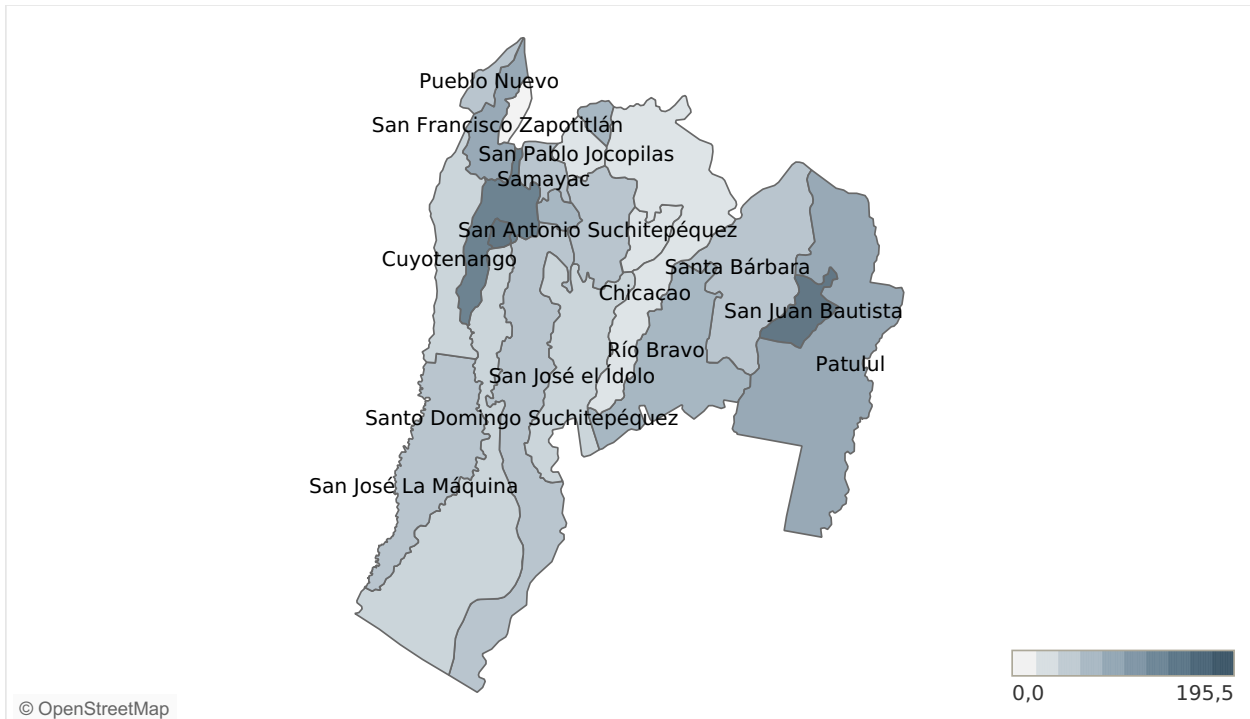 Pueblo Nuevo
San Francisco Zapotitlán
San Pablo Jocopilas
Samayac
San Antonio Suchitepéquez
Cuyotenango
Santa Bárbara
Chicacao
San Juan Bautista
Río Bravo
Patulul
San José el Ídolo
Santo Domingo Suchitepéquez
San José La Máquina
0,0
195,5
© OpenStreetMap